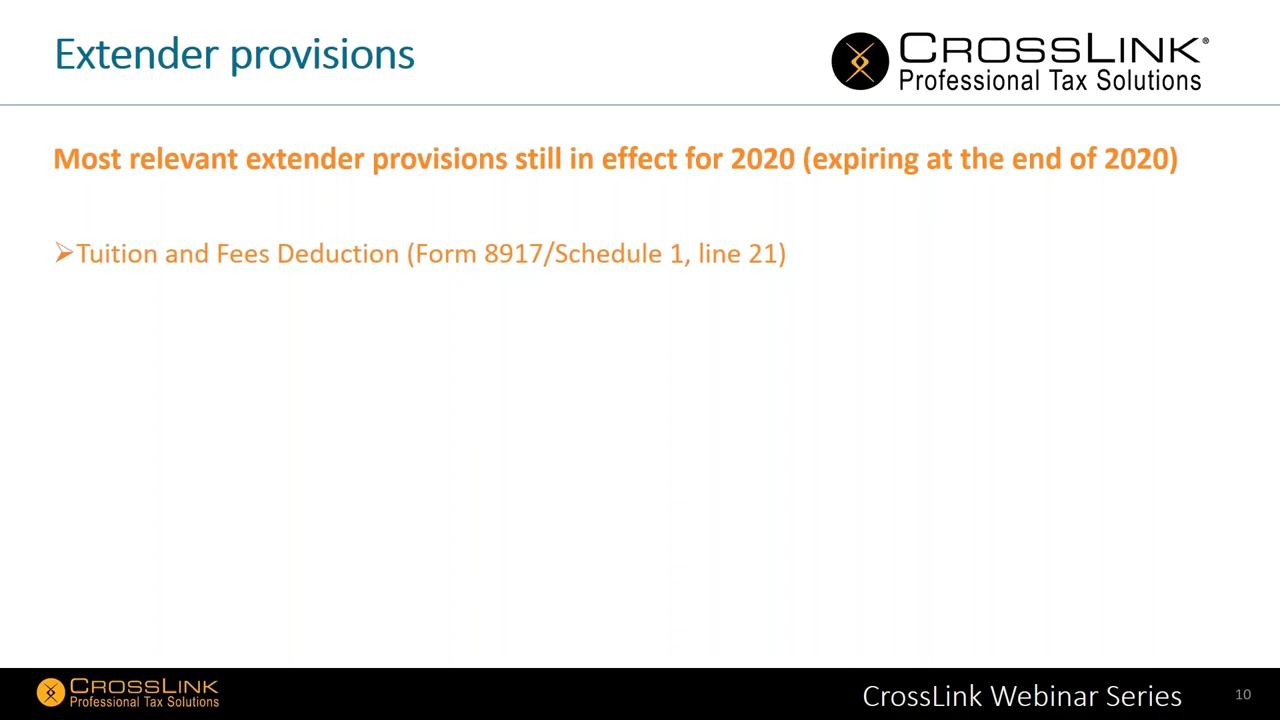 Extender provisions
CROSSLINK®
Professional Tax Solutions
Most relevant extender provisions still in effect for 2020 (expiring at the end of 2020)
➢Tuition and Fees Deduction (Form 8917/Schedule 1, line 21)
CROSSLINK
Professional Tax Solutions
CrossLink Webinar Series
10